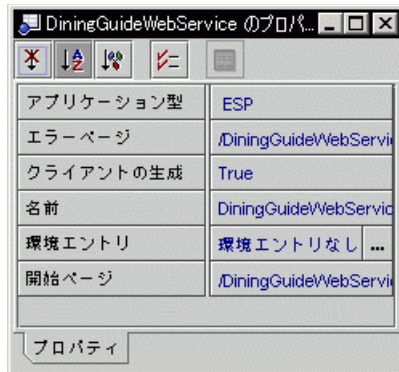 DiningGuideWebService のプロパ...
アプリケーション型 ESP
エラーページ /DiningGuideWebServi
クライアントの生成 True
名前 DiningGuideWebServic
環境エントリ 環境エントリなし ...
開始ページ /DiningGuideWebServi
プロパティ